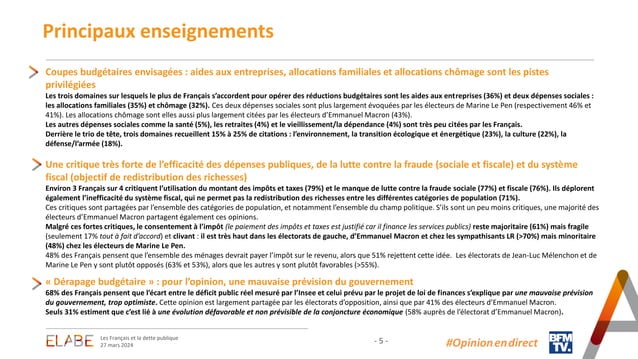 Principaux enseignements
Coupes budgétaires envisagées : aides aux entreprises, allocations familiales et allocations chômage sont les pistes
privilégiées
Les trois domaines sur lesquels le plus de Français s'accordent pour opérer des réductions budgétaires sont les aides aux entreprises (36%) et deux dépenses sociales :
les allocations familiales (35%) et chômage (32%). Ces deux dépenses sociales sont plus largement évoquées par les électeurs de Marine Le Pen (respectivement 46% et
41%). Les allocations chômage sont elles aussi plus largement citées par les électeurs d'Emmanuel Macron (43%).
Les autres dépenses sociales comme la santé (5%), les retraites (4%) et le vieillissement/la dépendance (4%) sont très peu citées par les Français.
Derrière le trio de tête, trois domaines recueillent 15% à 25% de citations : l'environnement, la transition écologique et énergétique (23%), la culture (22%), la
défense/l'armée (18%).
Une critique très forte de l'efficacité des dépenses publiques, de la lutte contre la fraude (sociale et fiscale) et du système
fiscal (objectif de redistribution des richesses)
Environ 3 Français sur 4 critiquent l'utilisation du montant des impôts et taxes (79%) et le manque de lutte contre la fraude sociale (77%) et fiscale (76%). Ils déplorent
également l'inefficacité du système fiscal, qui ne permet pas la redistribution des richesses entre les différentes catégories de population (71%).
Ces critiques sont partagées par l'ensemble des catégories de population, et notamment l'ensemble du champ politique. S'ils sont un peu moins critiques, une majorité des
électeurs d'Emmanuel Macron partagent également ces opinions.
Malgré ces fortes critiques, le consentement à l'impôt (le paiement des impôts et taxes est justifié car il finance les services publics) reste majoritaire (61%) mais fragile
(seulement 17% tout à fait d'accord) et clivant : il est très haut dans les électorats de gauche, d'Emmanuel Macron et chez les sympathisants LR (>70%) mais minoritaire
(48%) chez les électeurs de Marine Le Pen.
48% des Français pensent que l'ensemble des ménages devrait payer l'impôt sur le revenu, alors que 51% rejettent cette idée. Les électorats de Jean-Luc Mélenchon et de
Marine Le Pen y sont plutôt opposés (63% et 53%), alors que les autres y sont plutôt favorables (>55%).
« Dérapage budgétaire » : pour l'opinion, une mauvaise prévision du gouvernement
68% des Français pensent que l'écart entre le déficit public réel mesuré par l'Insee et celui prévu par le projet de loi de finances s'explique par une mauvaise prévision
du gouvernement, trop optimiste. Cette opinion est largement partagée par les électorats d'opposition, ainsi que par 41% des électeurs d'Emmanuel Macron.
Seuls 31% estiment que c'est lié à une évolution défavorable et non prévisible de la conjoncture économique (58% auprès de l'électorat d'Emmanuel Macron).
ELABE
Les Français et la dette publique
27 mars 2024
- 5 -
#Opinion en direct
BFM
TV.